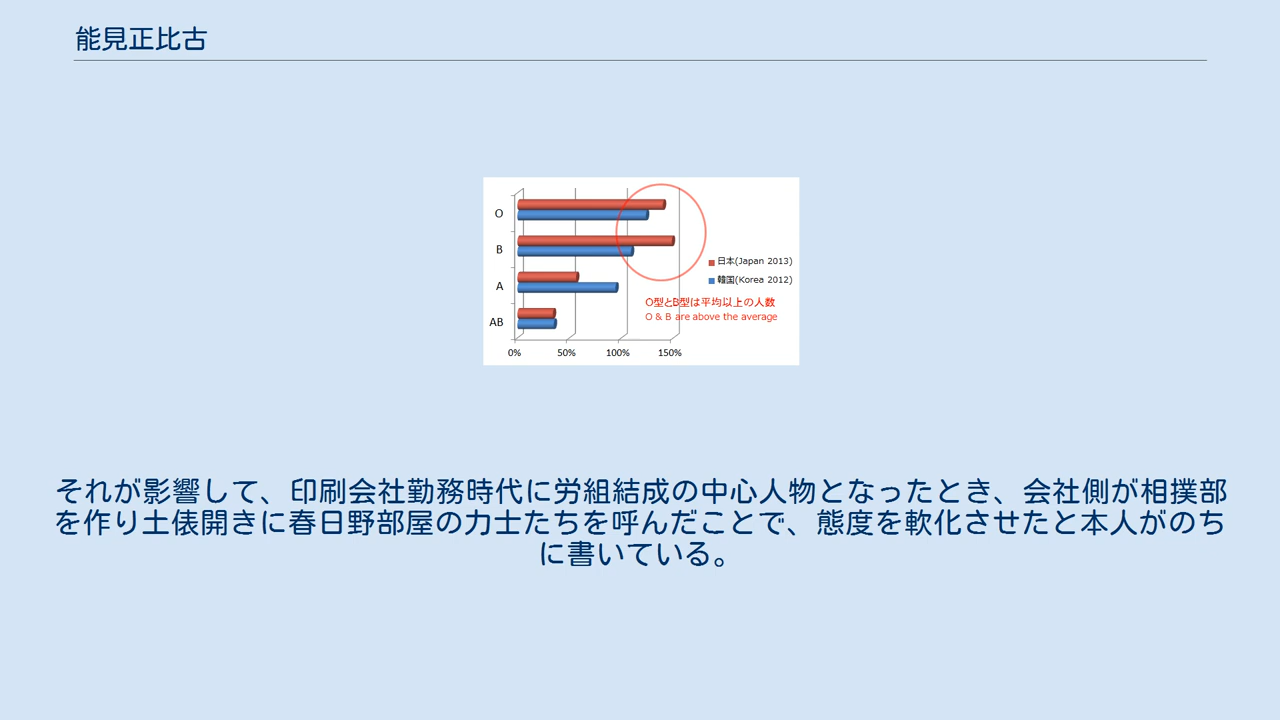 能見正比古
O
B
A
AB
0%
50%
100%
150%
日本(Japan 2013)
韓国(Korea 2012)
O型とB型は平均以上の人数
O & B are above the average
それが影響して、印刷会社勤務時代に労組結成の中心人物となったとき、会社側が相撲部
を作り土俵開きに春日野部屋の力士たちを呼んだことで、態度を軟化させたと本人がのち
に書いている。